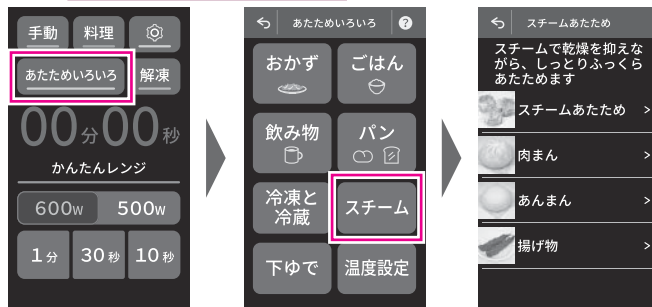 手動 料理
あたためいろいろ 解凍
00分00秒
かんたんレンジ
600W 500W
1分 30秒 10秒
あたためいろいろ ?
おかず ごはん
飲み物 パン
冷凍と
冷蔵
スチーム
下ゆで 温度設定
スチームあたため
スチームで乾燥を抑えな
がら、しっとりふっくら
あたためます
スチームあたため >
肉まん >
あんまん >
揚げ物 >